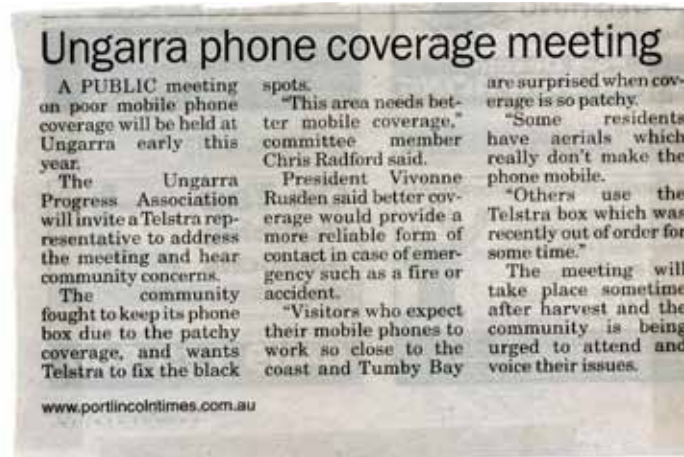 Ungarra phone coverage meeting
A PUBLIC meeting
on poor mobile phone
coverage will be held at
Ungarra early this
year.
The Ungarra
Progress Association
will invite a Telstra rep-
resentative to address
the meeting and hear
community concerns.
The community
fought to keep its phone
box due to the patchy
coverage, and wants
Telstra to fix the black
spots.
"This area needs bet-
ter mobile coverage,"
committee member
Chris Radford said.
President Vivonne
Rusden said better cov-
erage would provide a
more reliable form of
contact in case of emer-
gency such as a fire or
accident.
"Visitors who expect
their mobile phones to
work so close to the
coast and Tumby Bay
are surprised when cov-
erage is so patchy.
"Some residents
have aerials which
really don't make the
phone mobile.
"Others use the
Telstra box which was
recently out of order for
some time."
The meeting will
take place sometime
after harvest and the
community is being
urged to attend and
voice their issues.
www.portlincolntimes.com.au